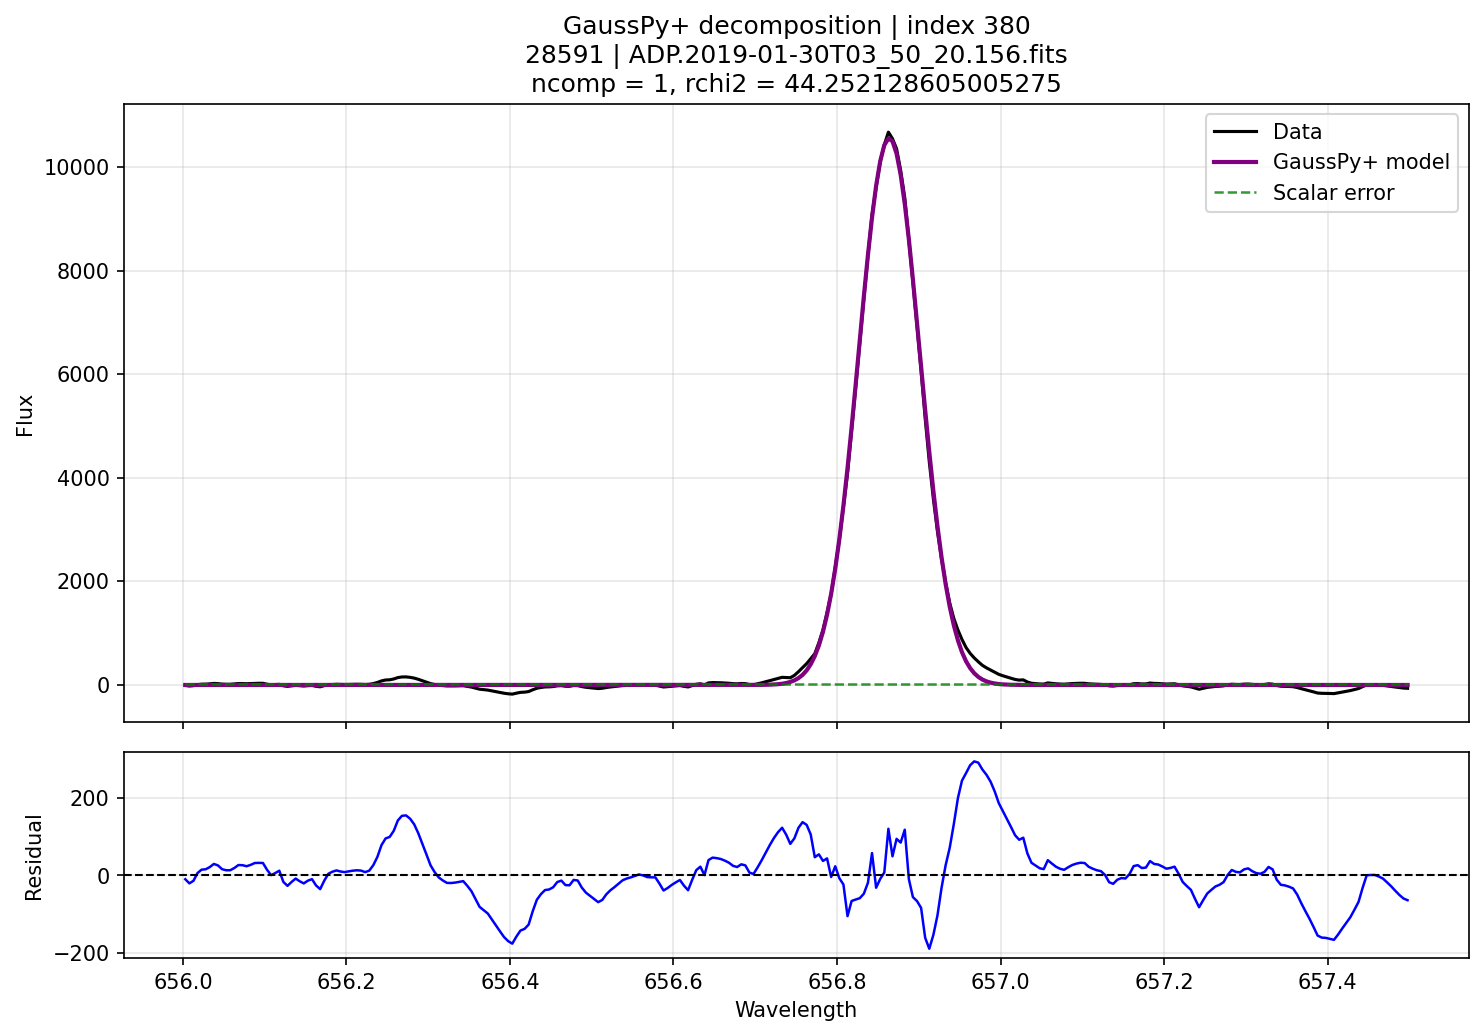 GaussPy+ decomposition | index 380
28591 | ADP.2019-01-30T03_50_20.156.fits
ncomp = 1, rchi2 = 44.252128605005275
Data
GaussPy+ model
Scalar error
Flux
10000
8000
6000
4000
2000
0
Residual
200
0
−200
656.0 656.2 656.4 656.6 656.8 657.0 657.2 657.4
Wavelength